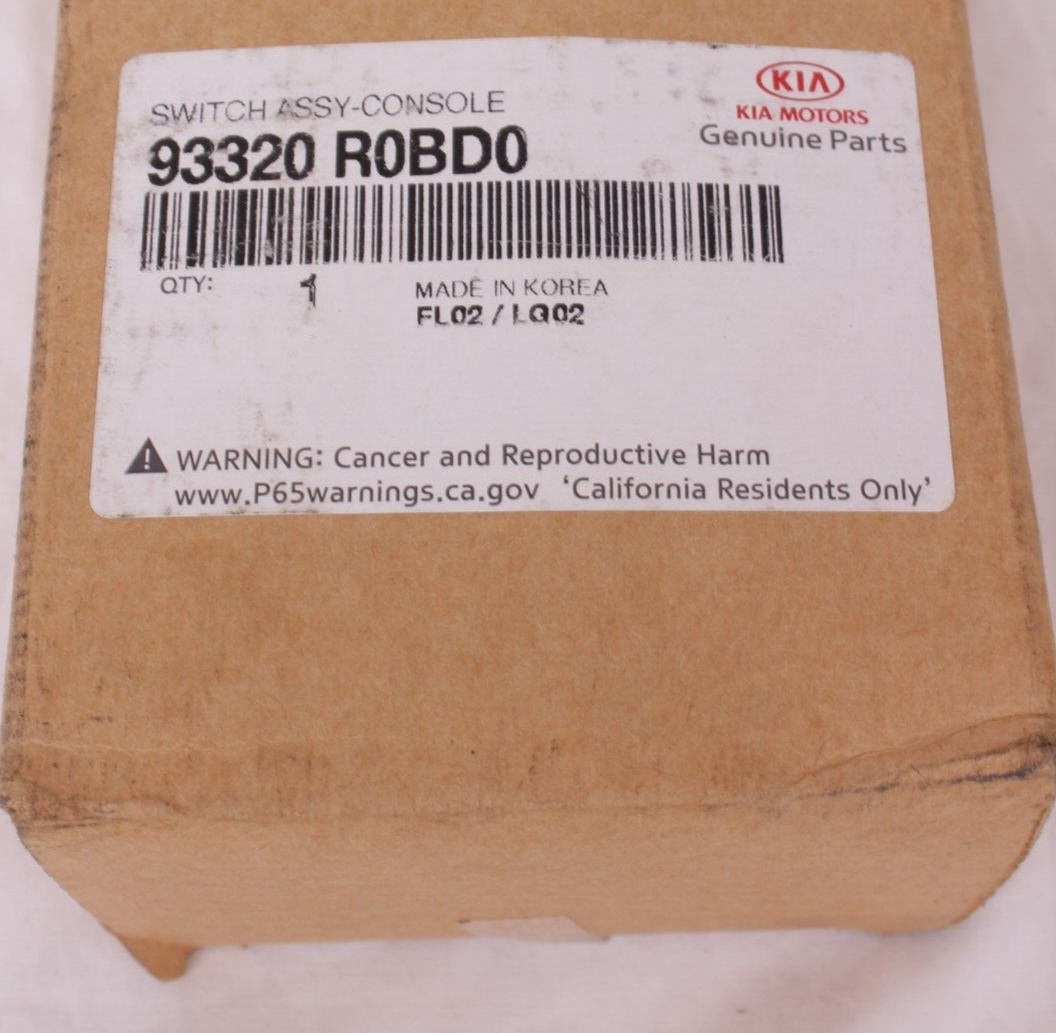 SWITCH ASSY-CONSOLE
93320 R0BD0
KIA
KIA MOTORS
Genuine Parts
QTY: 1
MADE IN KOREA
FL02 / LQ02
WARNING: Cancer and Reproductive Harm
www.P65warnings.ca.gov ‘California Residents Only’